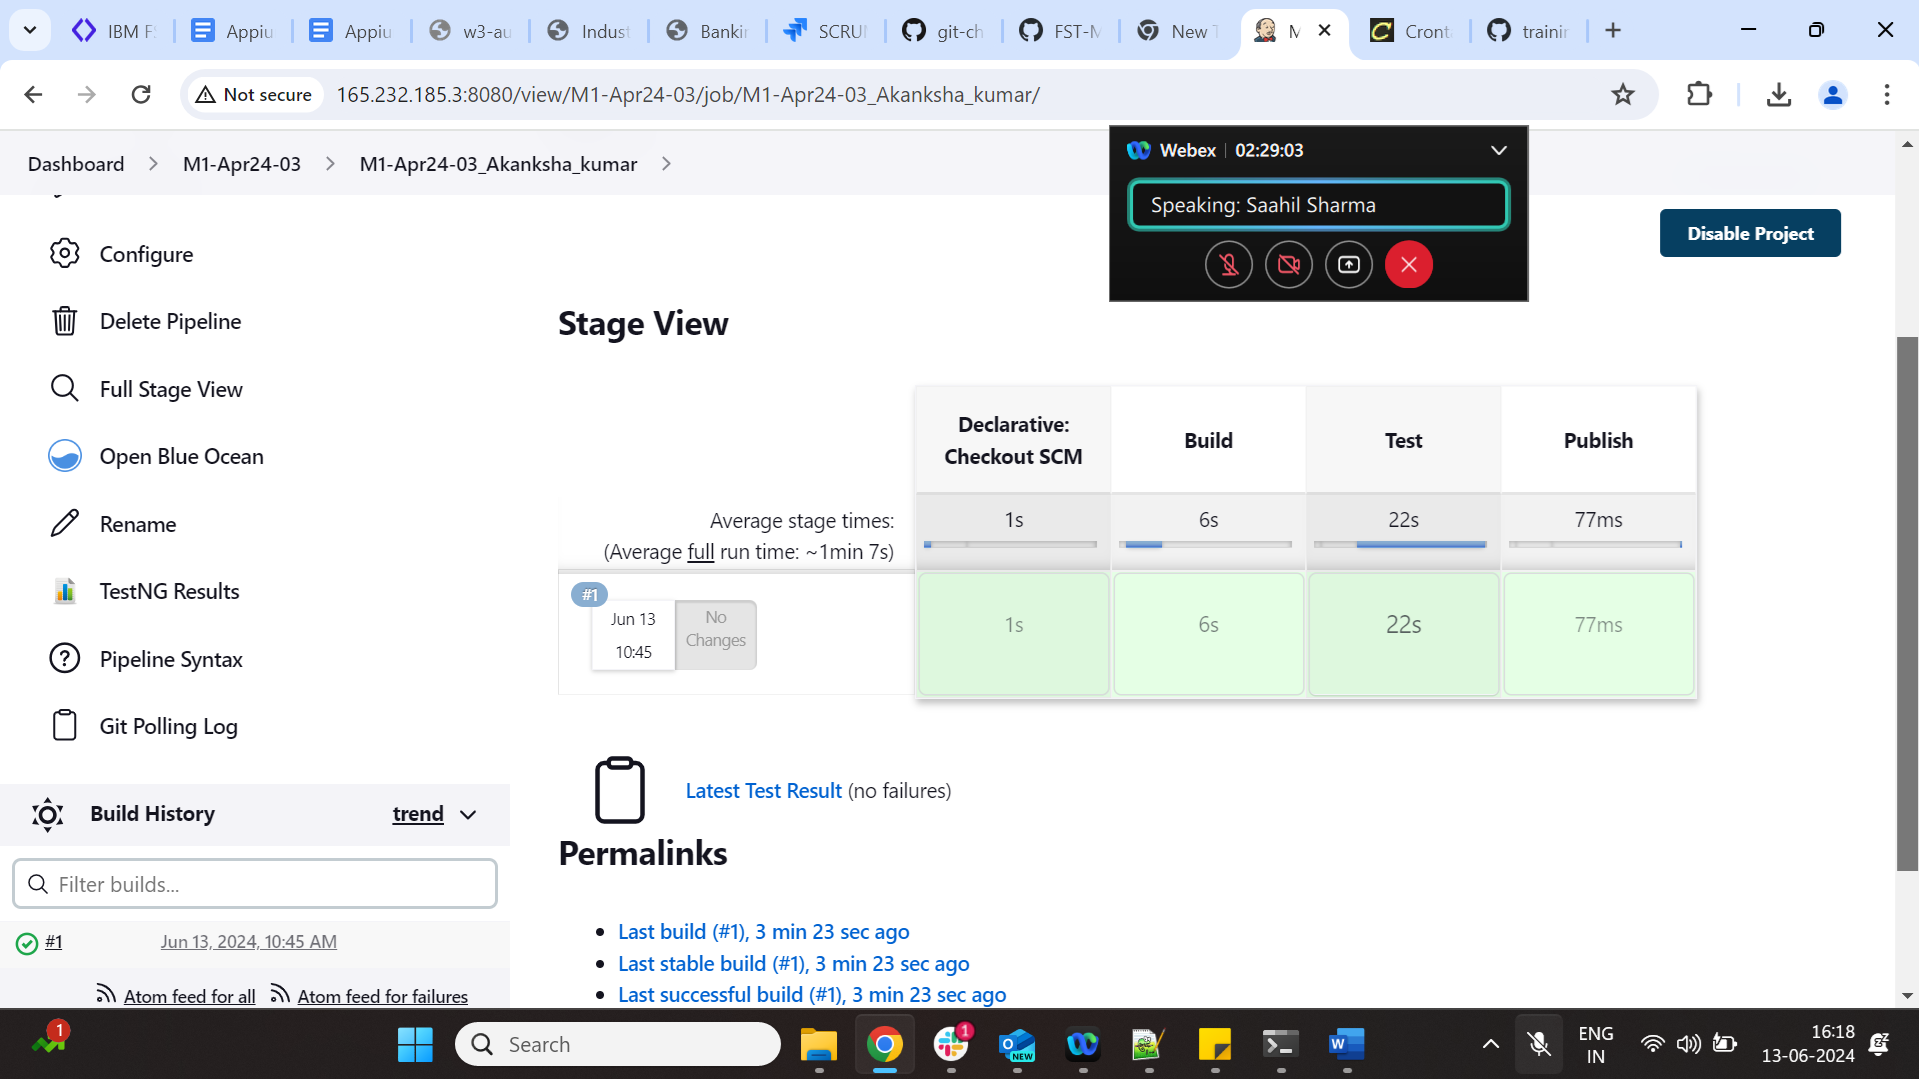 IBM FS
Appiu
Appiu
w3-au
Indust
Bankin
SCRUM
git-ch
FST-M
New T
M
Cronta
trainin
Not secure
165.232.185.3:8080/view/M1-Apr24-03/job/M1-Apr24-03_Akanksha_kumar/
Dashboard
M1-Apr24-03
M1-Apr24-03_Akanksha_kumar
Webex
02:29:03
Speaking: Saahil Sharma
Disable Project
Configure
Delete Pipeline
Full Stage View
Open Blue Ocean
Rename
TestNG Results
Pipeline Syntax
Git Polling Log
Stage View
Declarative:
Checkout SCM
Build
Test
Publish
Average stage times:
(Average full run time: ~1min 7s)
1s
6s
22s
77ms
#1
Jun 13
10:45
No
Changes
1s
6s
22s
77ms
Latest Test Result (no failures)
Permalinks
Last build (#1), 3 min 23 sec ago
Last stable build (#1), 3 min 23 sec ago
Last successful build (#1), 3 min 23 sec ago
Build History
trend
Filter builds...
#1
Jun 13, 2024, 10:45 AM
Atom feed for all
Atom feed for failures
1
Search
1
NEW
W
ENG
IN
16:18
13-06-2024